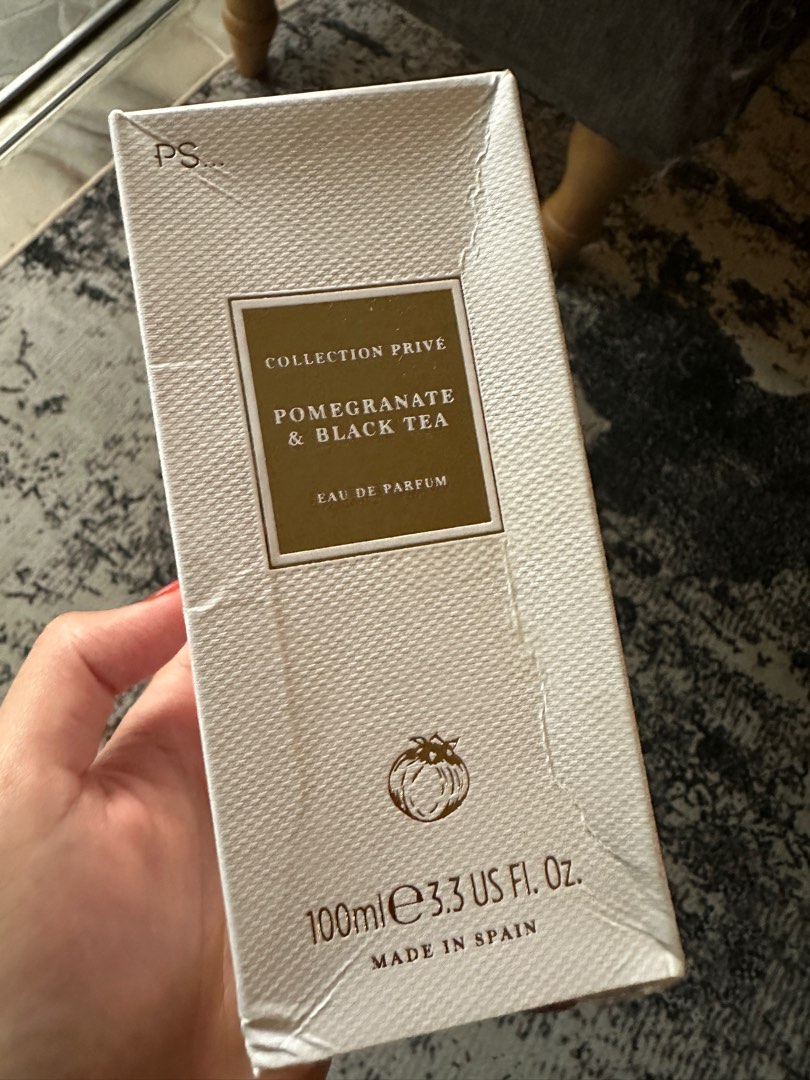 PS...
COLLECTION PRIVÉ
POMEGRANATE
& BLACK TEA
EAU DE PARFUM
100ml℮3.3 US Fl. Oz.
MADE IN SPAIN